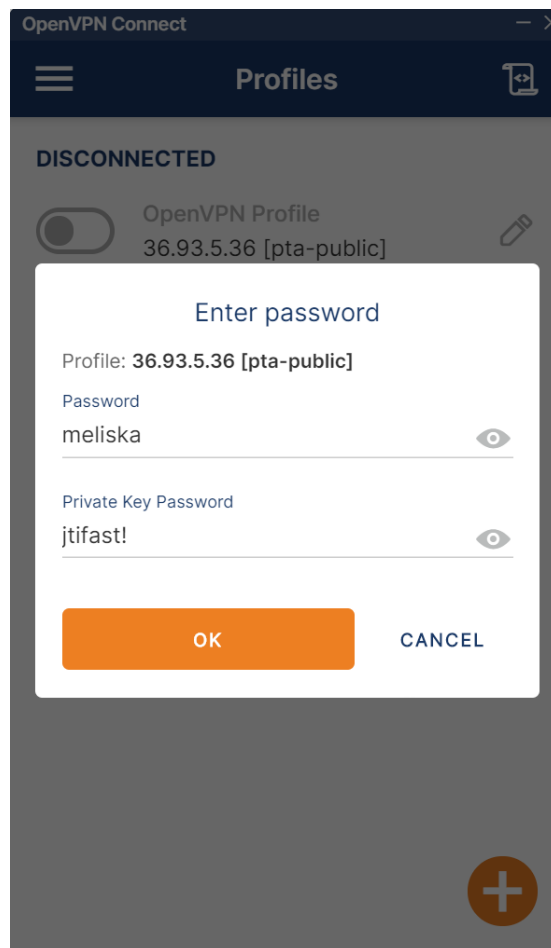 OpenVPN Connect
Profiles
DISCONNECTED
OpenVPN Profile
36.93.5.36 [pta-public]
Enter password
Profile: 36.93.5.36 [pta-public]
Password
meliska
Private Key Password
jtifast!
OK
CANCEL